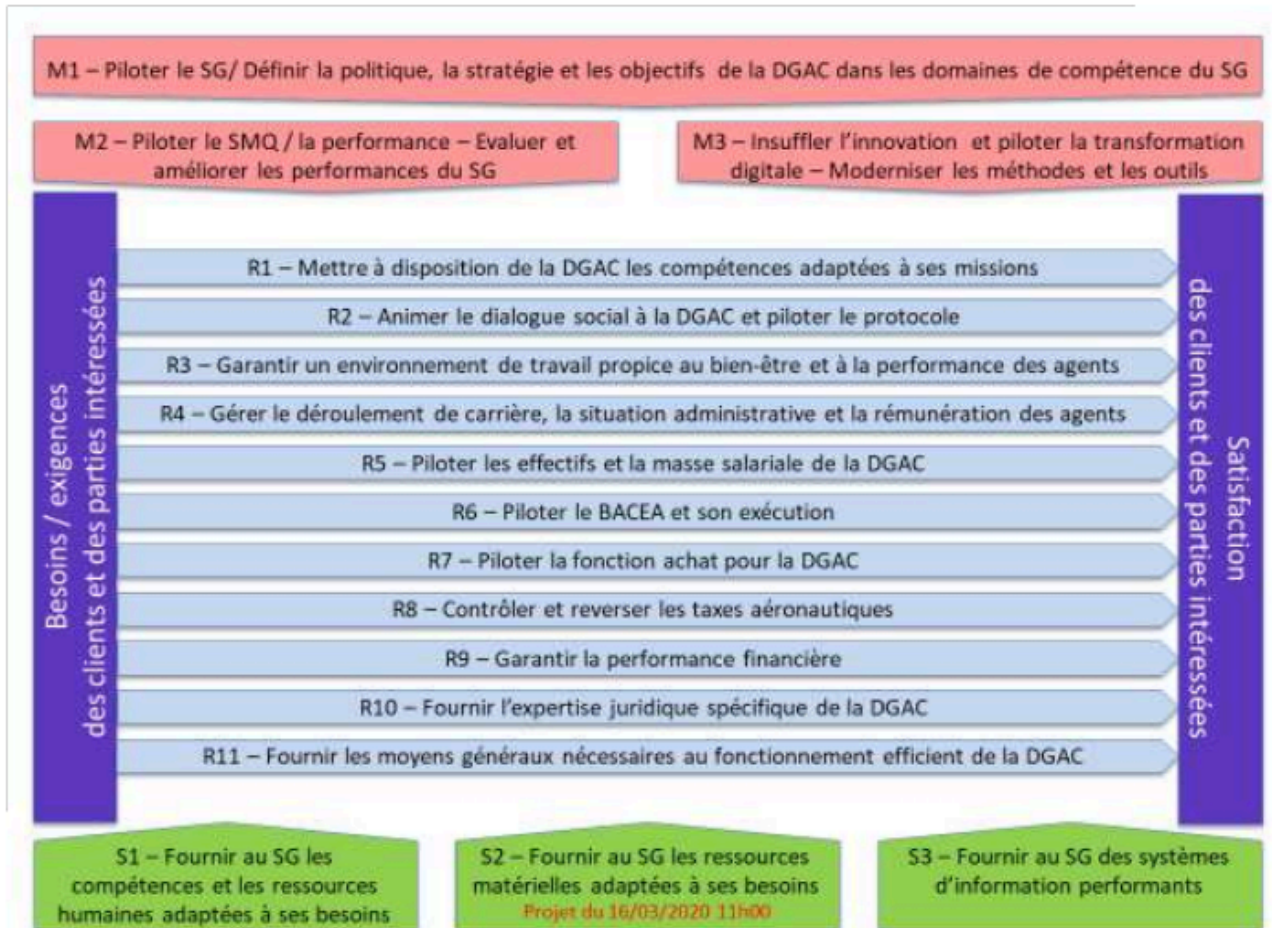 M1 – Piloter le SG/ Définir la politique, la stratégie et les objectifs de la DGAC dans les domaines de compétence du SG
M2 – Piloter le SMQ / la performance – Evaluer et
améliorer les performances du SG
M3 – Insuffler l'innovation et piloter la transformation
digitale – Moderniser les méthodes et les outils
Besoins / exigences
des clients et des parties intéressées
R1 – Mettre à disposition de la DGAC les compétences adaptées à ses missions
R2 – Animer le dialogue social à la DGAC et piloter le protocole
R3 – Garantir un environnement de travail propice au bien-être et à la performance des agents
R4 – Gérer le déroulement de carrière, la situation administrative et la rémunération des agents
R5 – Piloter les effectifs et la masse salariale de la DGAC
R6 – Piloter le BACEA et son exécution
R7 – Piloter la fonction achat pour la DGAC
R8 – Contrôler et reverser les taxes aéronautiques
R9 – Garantir la performance financière
R10 – Fournir l'expertise juridique spécifique de la DGAC
R11 – Fournir les moyens généraux nécessaires au fonctionnement efficient de la DGAC
Satisfaction
des clients et des parties intéressées
S1 – Fournir au SG les
compétences et les ressources
humaines adaptées à ses besoins
S2 – Fournir au SG les ressources
matérielles adaptées à ses besoins
Projet du 16/03/2020 11h00
S3 – Fournir au SG des systèmes
d'information performants